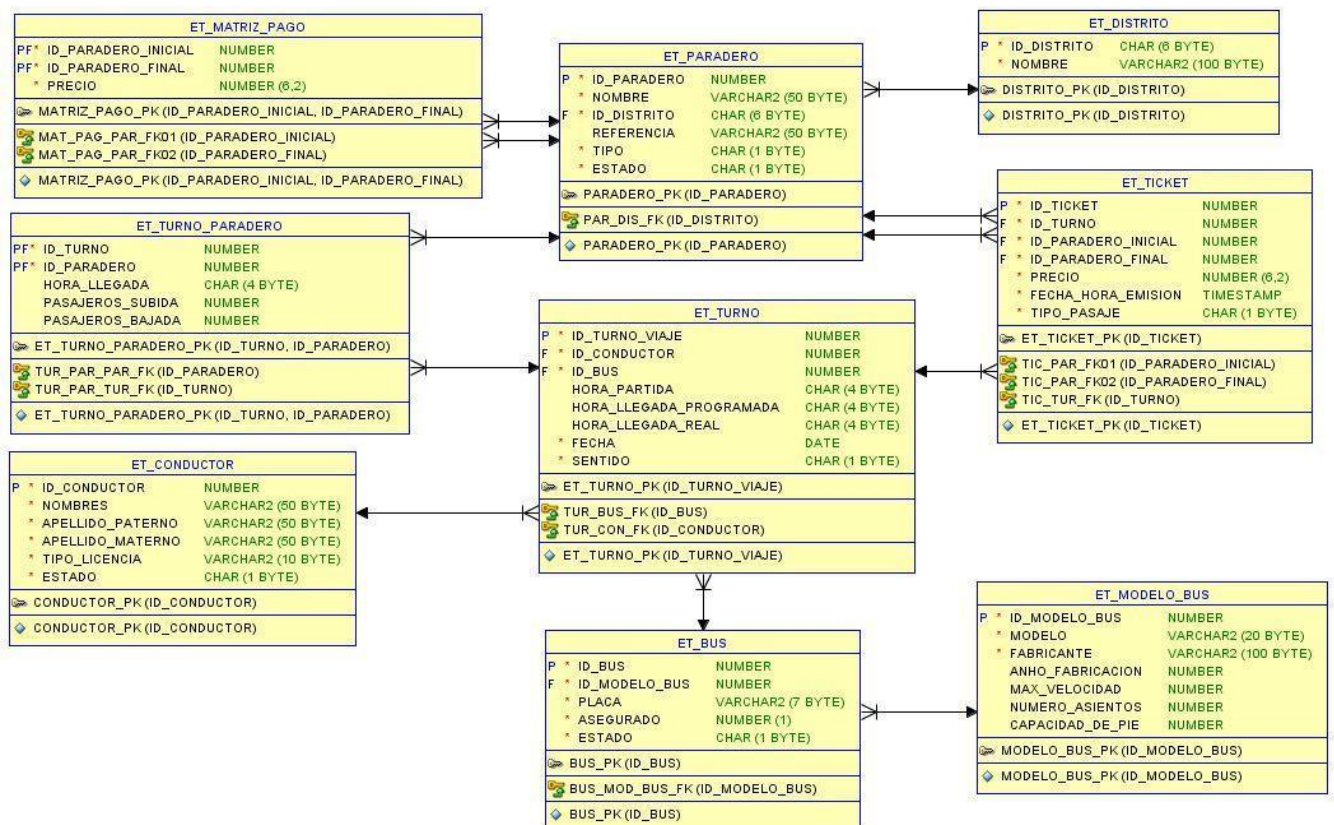 ET_MATRIZ_PAGO
PF* ID_PARADERO_INICIAL NUMBER
PF* ID_PARADERO_FINAL NUMBER
* PRECIO NUMBER (6,2)
MATRIZ_PAGO_PK (ID_PARADERO_INICIAL, ID_PARADERO_FINAL)
MAT_PAG_PAR_FK01 (ID_PARADERO_INICIAL)
MAT_PAG_PAR_FK02 (ID_PARADERO_FINAL)
MATRIZ_PAGO_PK (ID_PARADERO_INICIAL, ID_PARADERO_FINAL)
ET_PARADERO
P * ID_PARADERO NUMBER
* NOMBRE VARCHAR2 (50 BYTE)
F * ID_DISTRITO CHAR (6 BYTE)
REFERENCIA VARCHAR2 (50 BYTE)
* TIPO CHAR (1 BYTE)
* ESTADO CHAR (1 BYTE)
PARADERO_PK (ID_PARADERO)
PAR_DIS_FK (ID_DISTRITO)
PARADERO_PK (ID_PARADERO)
ET_DISTRITO
P * ID_DISTRITO CHAR (6 BYTE)
* NOMBRE VARCHAR2 (100 BYTE)
DISTRITO_PK (ID_DISTRITO)
DISTRITO_PK (ID_DISTRITO)
ET_TICKET
P * ID_TICKET NUMBER
F * ID_TURNO NUMBER
F * ID_PARADERO_INICIAL NUMBER
F * ID_PARADERO_FINAL NUMBER
* PRECIO NUMBER (6,2)
* FECHA_HORA_EMISION TIMESTAMP
* TIPO_PASAJE CHAR (1 BYTE)
ET_TICKET_PK (ID_TICKET)
TIC_PAR_FK01 (ID_PARADERO_INICIAL)
TIC_PAR_FK02 (ID_PARADERO_FINAL)
TIC_TUR_FK (ID_TURNO)
ET_TICKET_PK (ID_TICKET)
ET_TURNO_PARADERO
PF* ID_TURNO NUMBER
PF* ID_PARADERO NUMBER
HORA_LLEGADA CHAR (4 BYTE)
PASAJEROS_SUBIDA NUMBER
PASAJEROS_BAJADA NUMBER
ET_TURNO_PARADERO_PK (ID_TURNO, ID_PARADERO)
TUR_PAR_PAR_FK (ID_PARADERO)
TUR_PAR_TUR_FK (ID_TURNO)
ET_TURNO_PARADERO_PK (ID_TURNO, ID_PARADERO)
ET_TURNO
P * ID_TURNO_VIAJE NUMBER
F * ID_CONDUCTOR NUMBER
F * ID_BUS NUMBER
HORA_PARTIDA CHAR (4 BYTE)
HORA_LLEGADA_PROGRAMADA CHAR (4 BYTE)
HORA_LLEGADA_REAL CHAR (4 BYTE)
* FECHA DATE
* SENTIDO CHAR (1 BYTE)
ET_TURNO_PK (ID_TURNO_VIAJE)
TUR_BUS_FK (ID_BUS)
TUR_CON_FK (ID_CONDUCTOR)
ET_TURNO_PK (ID_TURNO_VIAJE)
ET_CONDUCTOR
P * ID_CONDUCTOR NUMBER
* NOMBRES VARCHAR2 (50 BYTE)
* APELLIDO_PATERNO VARCHAR2 (50 BYTE)
* APELLIDO_MATERNO VARCHAR2 (50 BYTE)
* TIPO_LICENCIA VARCHAR2 (10 BYTE)
* ESTADO CHAR (1 BYTE)
CONDUCTOR_PK (ID_CONDUCTOR)
CONDUCTOR_PK (ID_CONDUCTOR)
ET_BUS
P * ID_BUS NUMBER
F * ID_MODELO_BUS NUMBER
* PLACA VARCHAR2 (7 BYTE)
* ASEGURADO NUMBER (1)
* ESTADO CHAR (1 BYTE)
BUS_PK (ID_BUS)
BUS_MOD_BUS_FK (ID_MODELO_BUS)
BUS_PK (ID_BUS)
ET_MODELO_BUS
P * ID_MODELO_BUS NUMBER
* MODELO VARCHAR2 (20 BYTE)
* FABRICANTE VARCHAR2 (100 BYTE)
ANHO_FABRICACION NUMBER
MAX_VELOCIDAD NUMBER
NUMERO_ASIENTOS NUMBER
CAPACIDAD_DE_PIE NUMBER
MODELO_BUS_PK (ID_MODELO_BUS)
MODELO_BUS_PK (ID_MODELO_BUS)